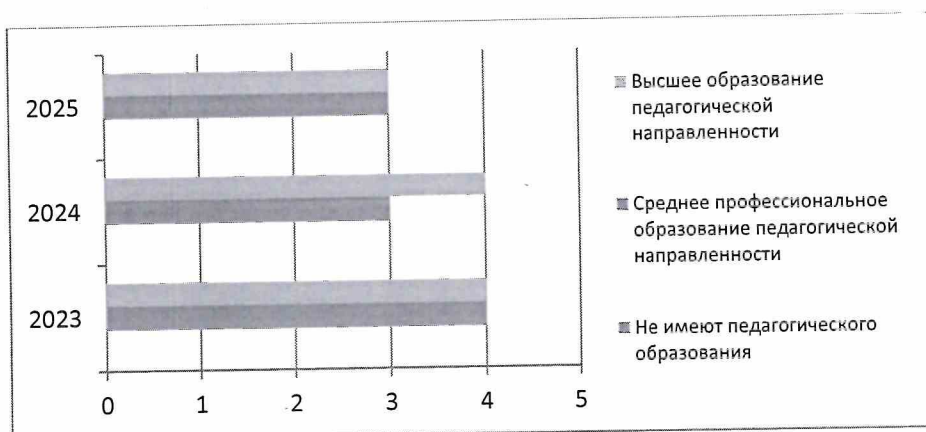 2025
2024
2023
0 1 2 3 4 5
Высшее образование
педагогической
направленности
Среднее профессиональное
образование педагогической
направленности
Не имеют педагогического
образования